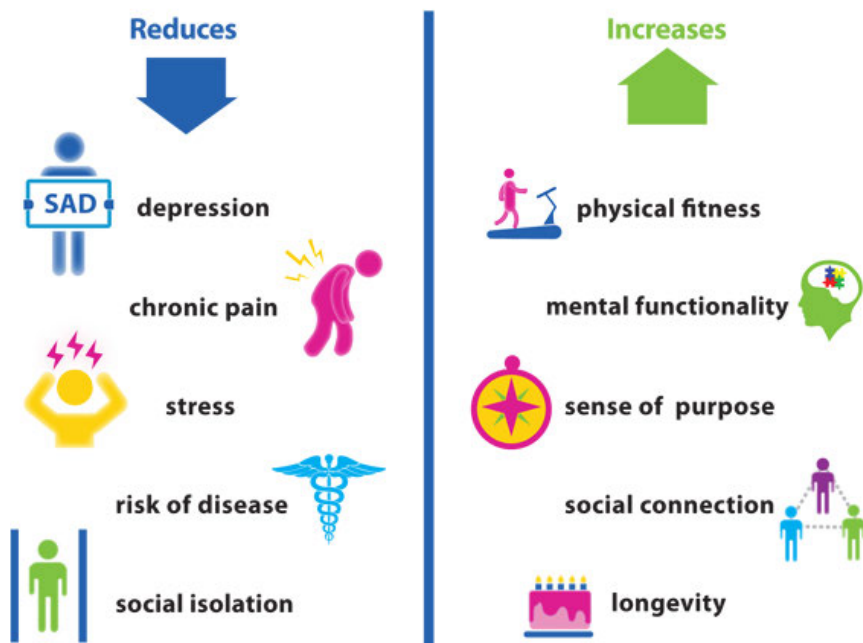 Reduces
SAD
depression
chronic pain
stress
risk of disease
social isolation
Increases
physical fitness
mental functionality
sense of purpose
social connection
longevity